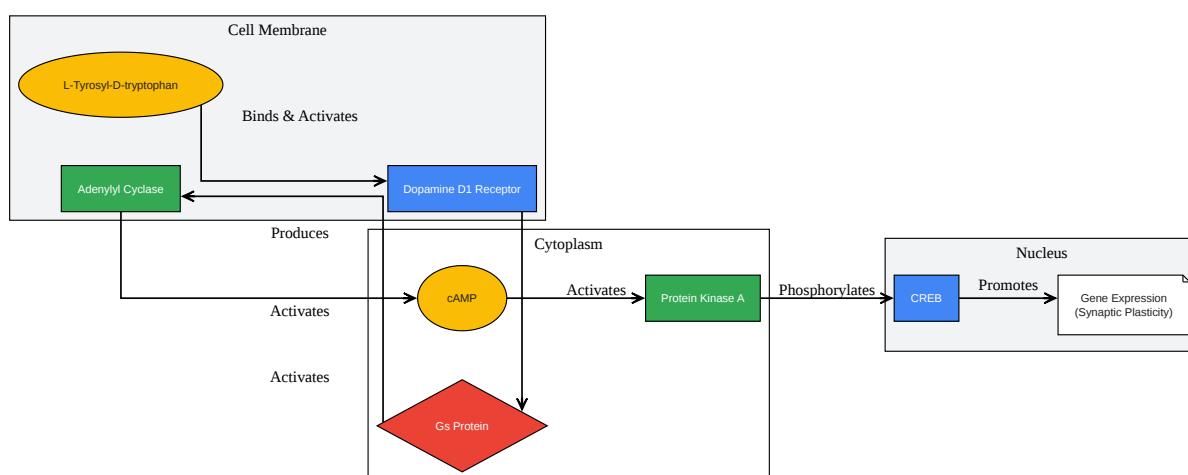 Cell Membrane
L-Tyrosyl-D-tryptophan
Binds & Activates
Adenylyl Cyclase
Dopamine D1 Receptor
Produces
Cytoplasm
Nucleus
cAMP
Activates
Protein Kinase A
Phosphorylates
CREB
Promotes
Gene Expression
(Synaptic Plasticity)
Activates
Activates
Gs Protein